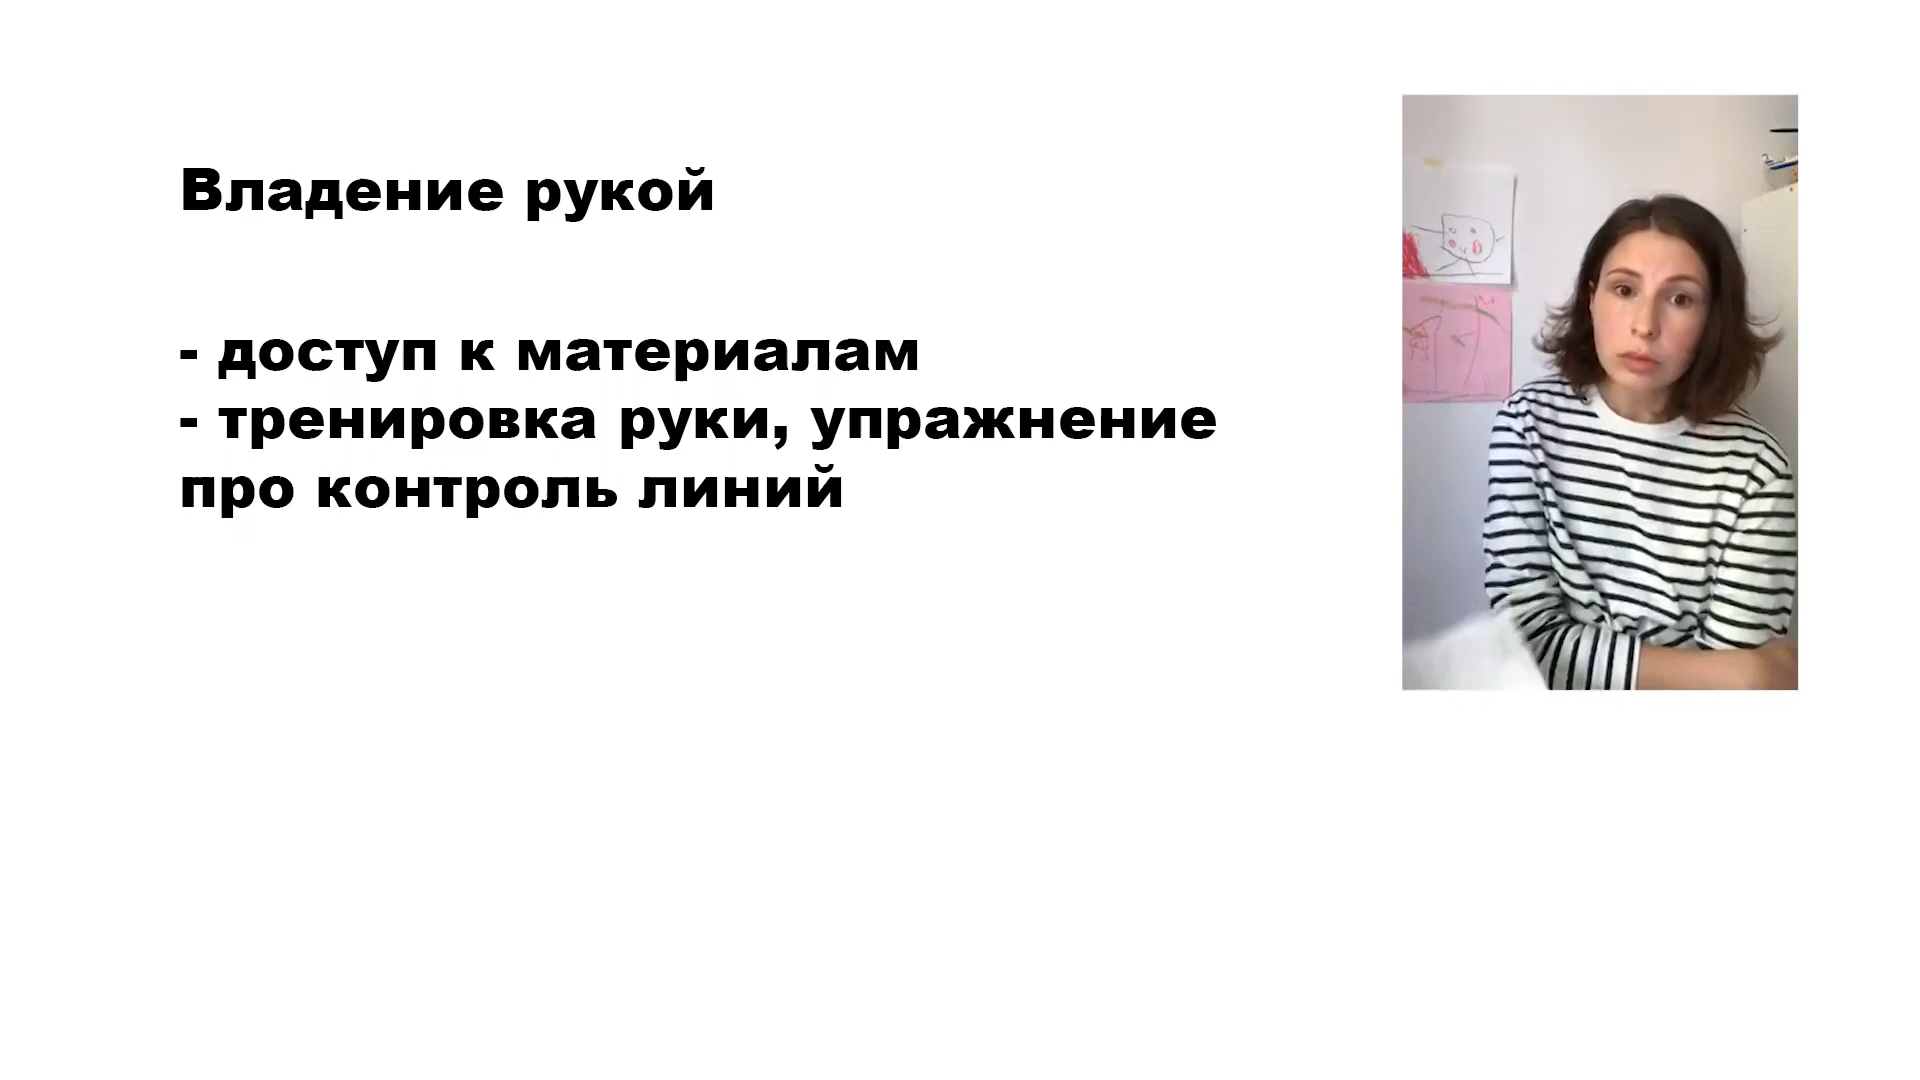 Владение рукой
- доступ к материалам
- тренировка руки, упражнение
про контроль линий